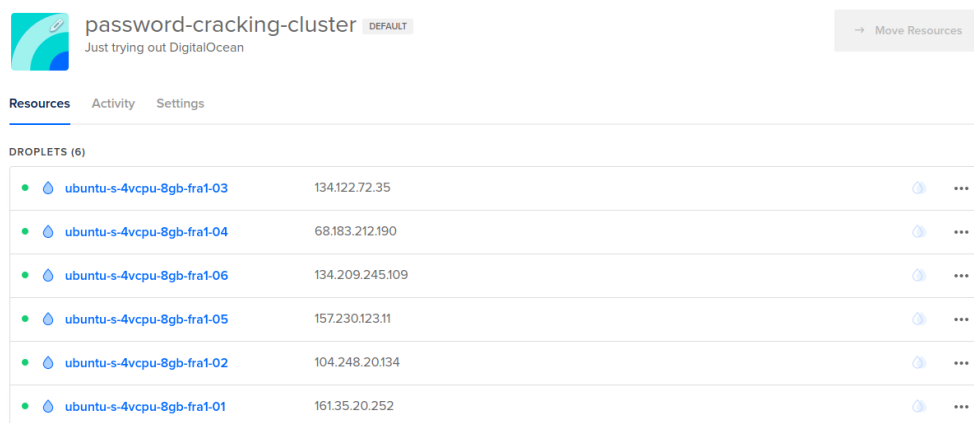 password-cracking-cluster DEFAULT
Just trying out DigitalOcean
→ Move Resources
Resources Activity Settings
DROPLETS (6)
ubuntu-s-4vcpu-8gb-fra1-03 134.122.72.35
ubuntu-s-4vcpu-8gb-fra1-04 68.183.212.190
ubuntu-s-4vcpu-8gb-fra1-06 134.209.245.109
ubuntu-s-4vcpu-8gb-fra1-05 157.230.123.11
ubuntu-s-4vcpu-8gb-fra1-02 104.248.20.134
ubuntu-s-4vcpu-8gb-fra1-01 161.35.20.252